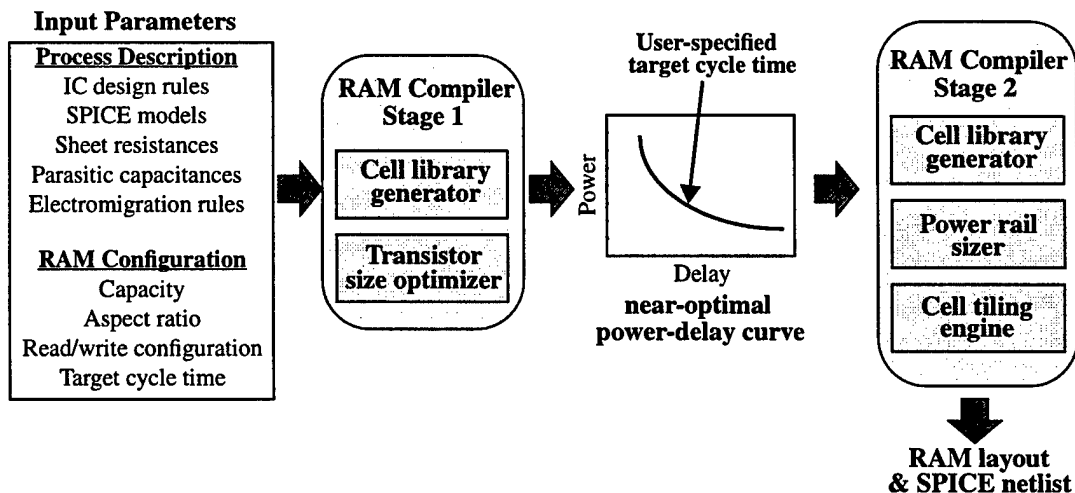 Input Parameters
Process Description
IC design rules
SPICE models
Sheet resistances
Parasitic capacitances
Electromigration rules
RAM Configuration
Capacity
Aspect ratio
Read/write configuration
Target cycle time
RAM Compiler
Stage 1
Cell library
generator
Transistor
size optimizer
User-specified
target cycle time
Power
Delay
near-optimal
power-delay curve
RAM Compiler
Stage 2
Cell library
generator
Power rail
sizer
Cell tiling
engine
RAM layout
& SPICE netlist